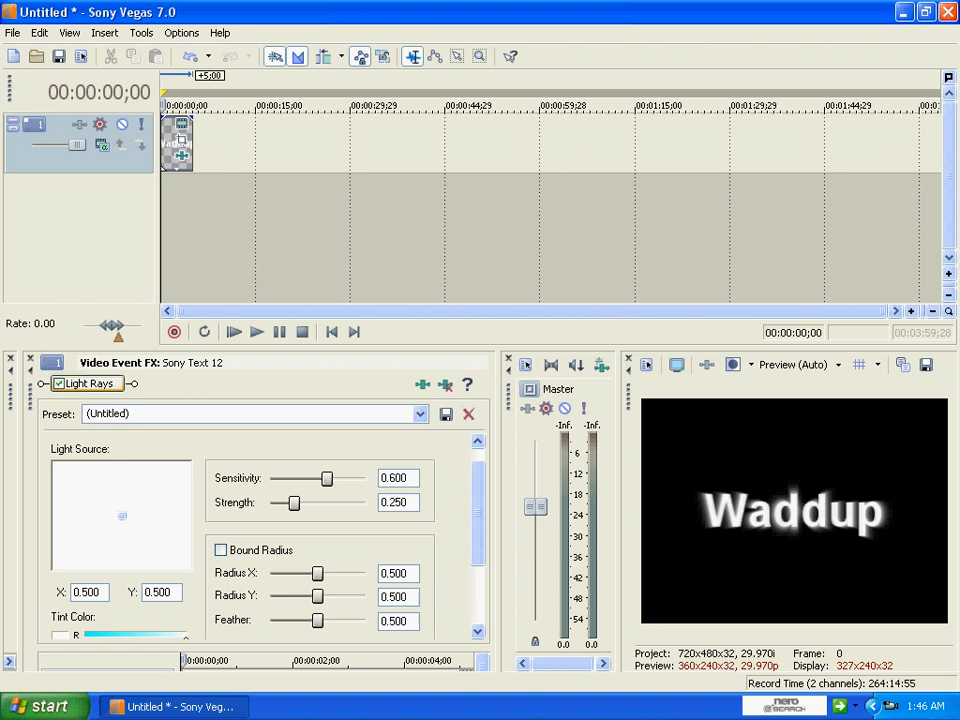 Untitled * - Sony Vegas 7.0
File Edit View Insert Tools Options Help
+5;00
00:00:00;00
00:00:00;00 00:00:15;00 00:00:29;29 00:00:44;29 00:00:59;28 00:01:15;00 00:01:29;29 00:01:44;29
1
Rate: 0.00
00:00:00;00 00:03:59;28
1 Video Event FX: Sony Text 12
Light Rays
Preset: (Untitled)
Light Source:
Sensitivity: 0.600
Strength: 0.250
Bound Radius
Radius X: 0.500
Radius Y: 0.500
Feather: 0.500
X: 0.500 Y: 0.500
Tint Color:
R
00:00:00;00 00:00:02;00 00:00:04;00
Master
-Inf. -Inf.
6
12
18
24
30
36
42
48
54
0.0 0.0
Preview (Auto)
Waddup
Project: 720x480x32, 29.970i Frame: 0
Preview: 360x240x32, 29.970p Display: 327x240x32
Record Time (2 channels): 264:14:55
start Untitled * - Sony Veg... nero SEARCH 1:46 AM